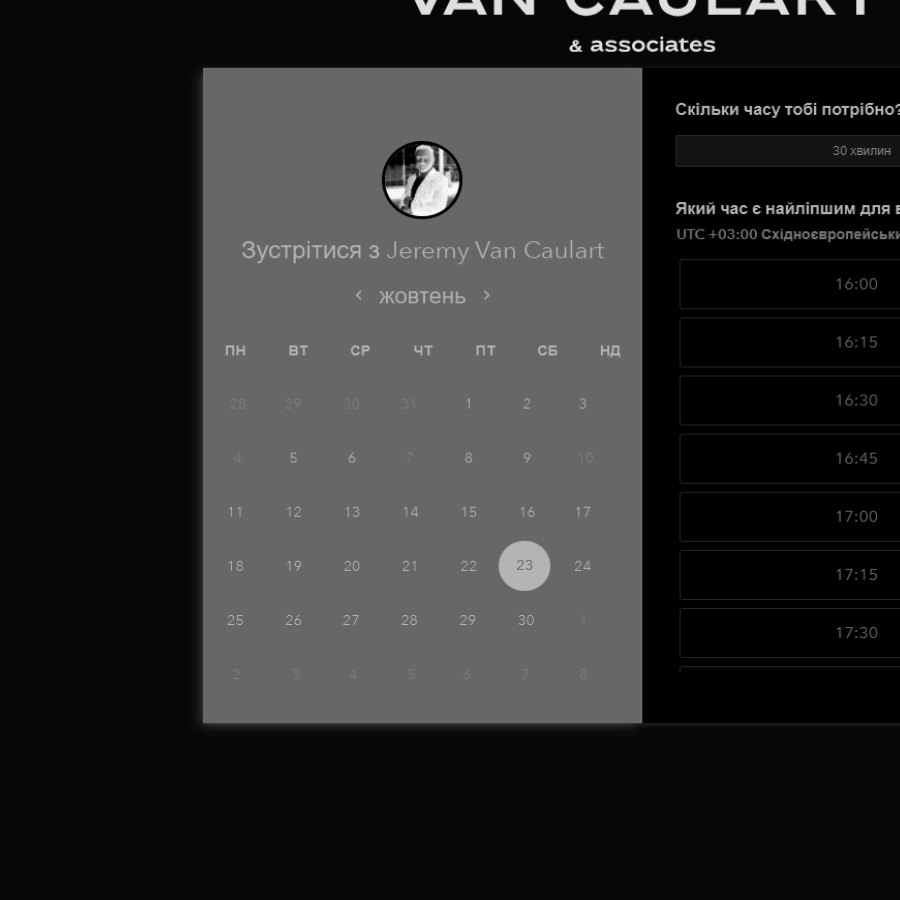 VAN CAULART
& associates
Зустрітися з Jeremy Van Caulart
жовтень
ПН ВТ СР ЧТ ПТ СБ НД
28 29 30 31 1 2 3
4 5 6 7 8 9 10
11 12 13 14 15 16 17
18 19 20 21 22 23 24
25 26 27 28 29 30 1
2 3 4 5 6 7 8
Скільки часу тобі потрібно?
30 хвилин
Який час є найліпшим для в
UTC +03:00 Східноєвропейськи
16:00
16:15
16:30
16:45
17:00
17:15
17:30